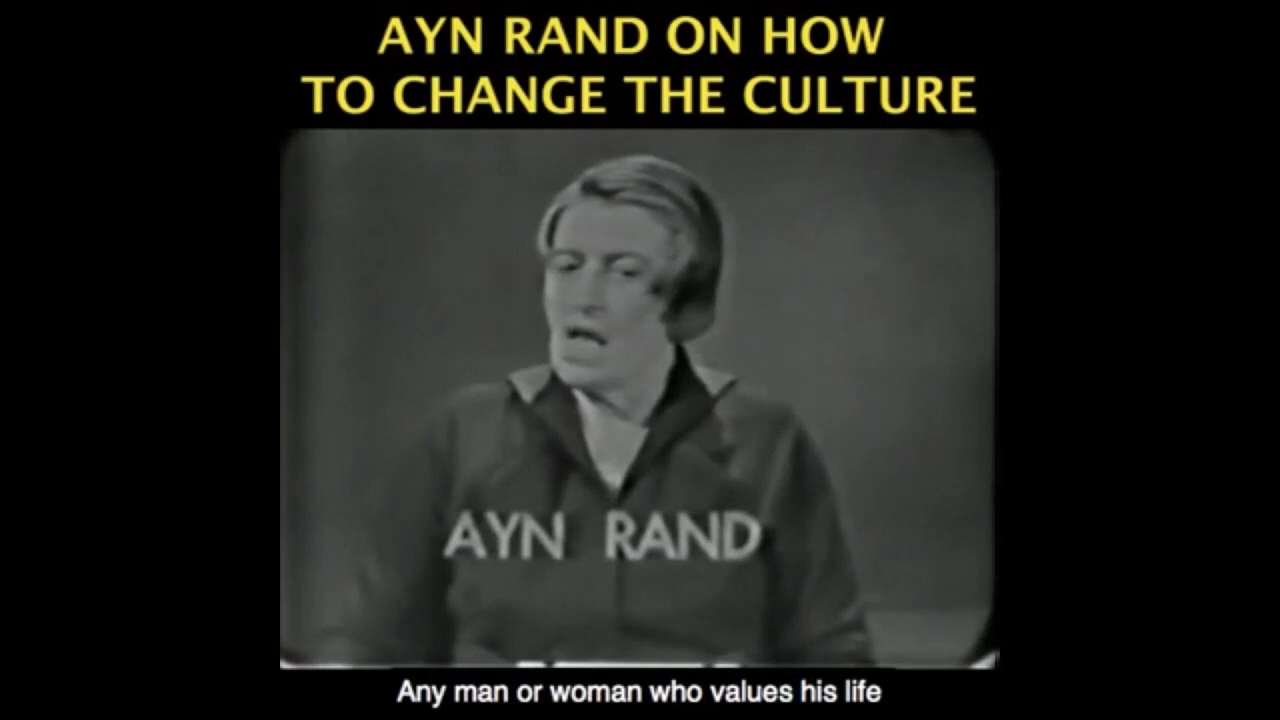 AYN RAND ON HOW
TO CHANGE THE CULTURE
AYN RAND
Any man or woman who values his life